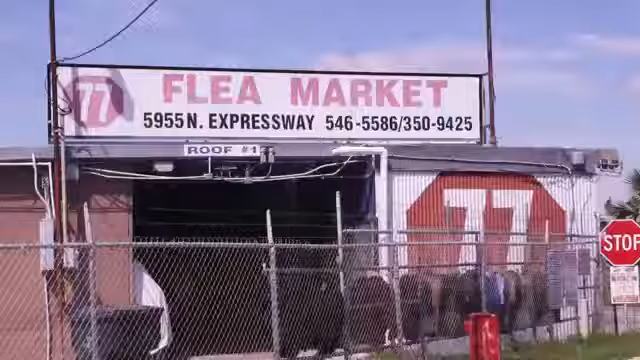 77 FLEA MARKET
5955 N. EXPRESSWAY 546-5586/350-9425
ROOF #1
77
STOP